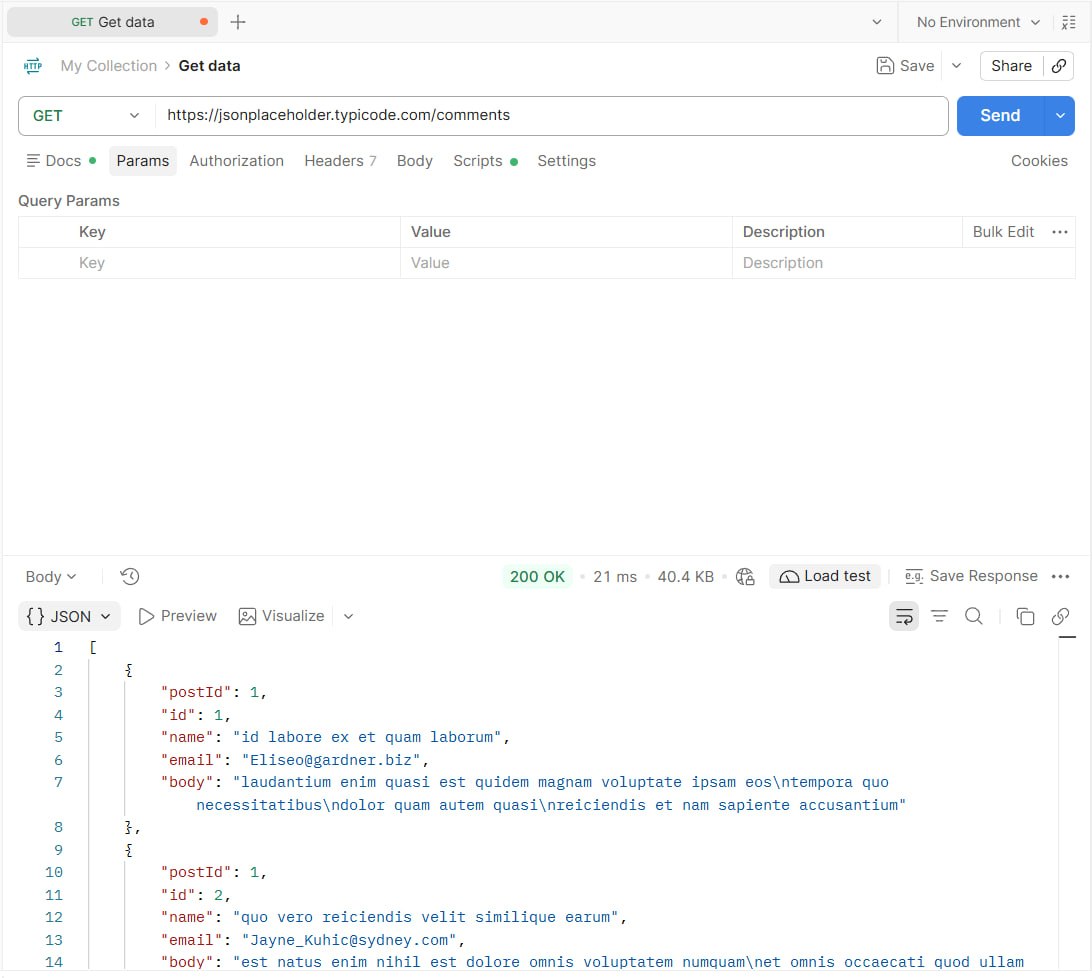 GET Get data
No Environment
HTTP My Collection > Get data Save Share
GET https://jsonplaceholder.typicode.com/comments Send
Docs Params Authorization Headers 7 Body Scripts Settings Cookies
Query Params
Key Value Description Bulk Edit
Key Value Description
Body 200 OK 21 ms 40.4 KB Load test e.g. Save Response
{} JSON Preview Visualize
1 [
2 {
3 "postId": 1,
4 "id": 1,
5 "name": "id labore ex et quam laborum",
6 "email": "Eliseo@gardner.biz",
7 "body": "laudantium enim quasi est quidem magnam voluptate ipsam eos\ntempora quo
necessitatibus\ndolor quam autem quasi\nreiciendis et nam sapiente accusantium"
8 },
9 {
10 "postId": 1,
11 "id": 2,
12 "name": "quo vero reiciendis velit similique earum",
13 "email": "Jayne_Kuhic@sydney.com",
14 "body": "est natus enim nihil est dolore omnis voluptatem numquam\net omnis occaecati quod ullam